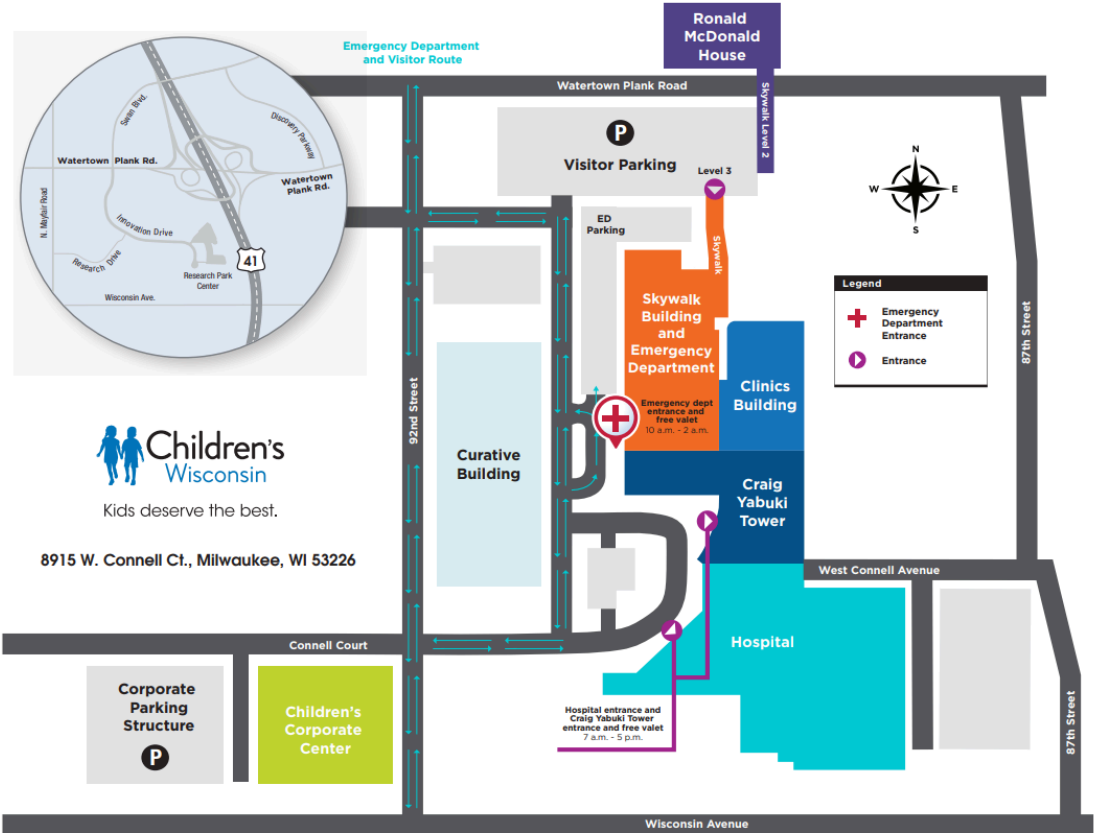 Ronald
McDonald
House
Emergency Department
and Visitor Route
Watertown Plank Road
Skywalk Level 2
P
Visitor Parking
Level 3
Swan Blvd.
Discovery Parkway
Watertown Plank Rd.
Watertown
Plank Rd.
N. Mayfair Road
Innovation Drive
Research Drive
Research Park
Center
41
Wisconsin Ave.
N
W
E
S
ED
Parking
Skywalk
Skywalk
Building
and
Emergency
Department
Emergency dept
entrance and
free valet
10 a.m. - 2 a.m.
Clinics
Building
Legend
Emergency
Department
Entrance
Entrance
87th Street
92nd Street
Curative
Building
Craig
Yabuki
Tower
Children's
Wisconsin
Kids deserve the best.
8915 W. Connell Ct., Milwaukee, WI 53226
West Connell Avenue
Hospital
Connell Court
Corporate
Parking
Structure
P
Children's
Corporate
Center
Hospital entrance and
Craig Yabuki Tower
entrance and free valet
7 a.m. - 5 p.m.
87th Street
Wisconsin Avenue